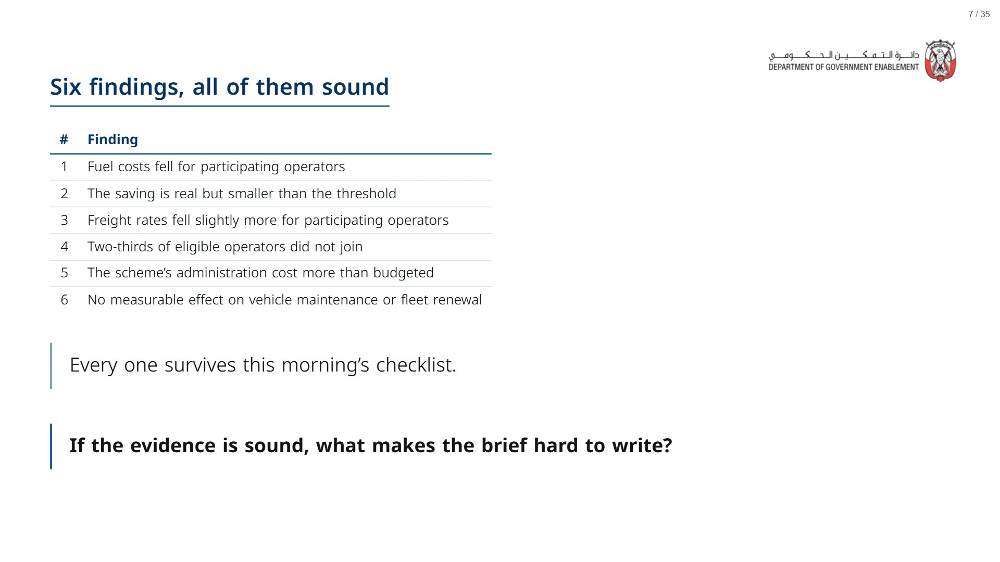 7 / 35
دائرة التمكين الحكومي
DEPARTMENT OF GOVERNMENT ENABLEMENT
Six findings, all of them sound
# Finding
1 Fuel costs fell for participating operators
2 The saving is real but smaller than the threshold
3 Freight rates fell slightly more for participating operators
4 Two-thirds of eligible operators did not join
5 The scheme’s administration cost more than budgeted
6 No measurable effect on vehicle maintenance or fleet renewal
Every one survives this morning’s checklist.
If the evidence is sound, what makes the brief hard to write?